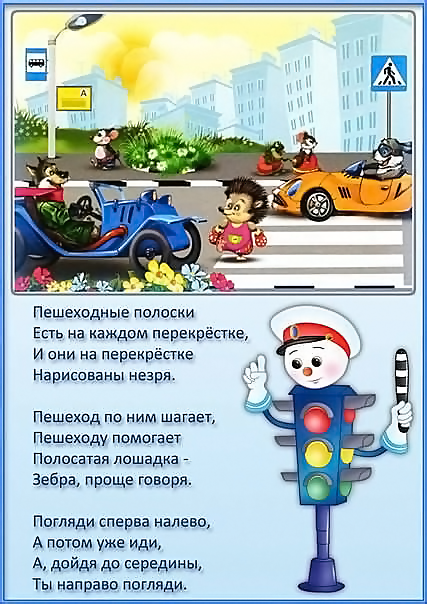 А
Пешеходные полоски
Есть на каждом перекрёстке,
И они на перекрёстке
Нарисованы незря.
Пешеход по ним шагает,
Пешеходу помогает
Полосатая лошадка -
Зебра, проще говоря.
Погляди сперва налево,
А потом уже иди,
А, дойдя до середины,
Ты направо погляди.